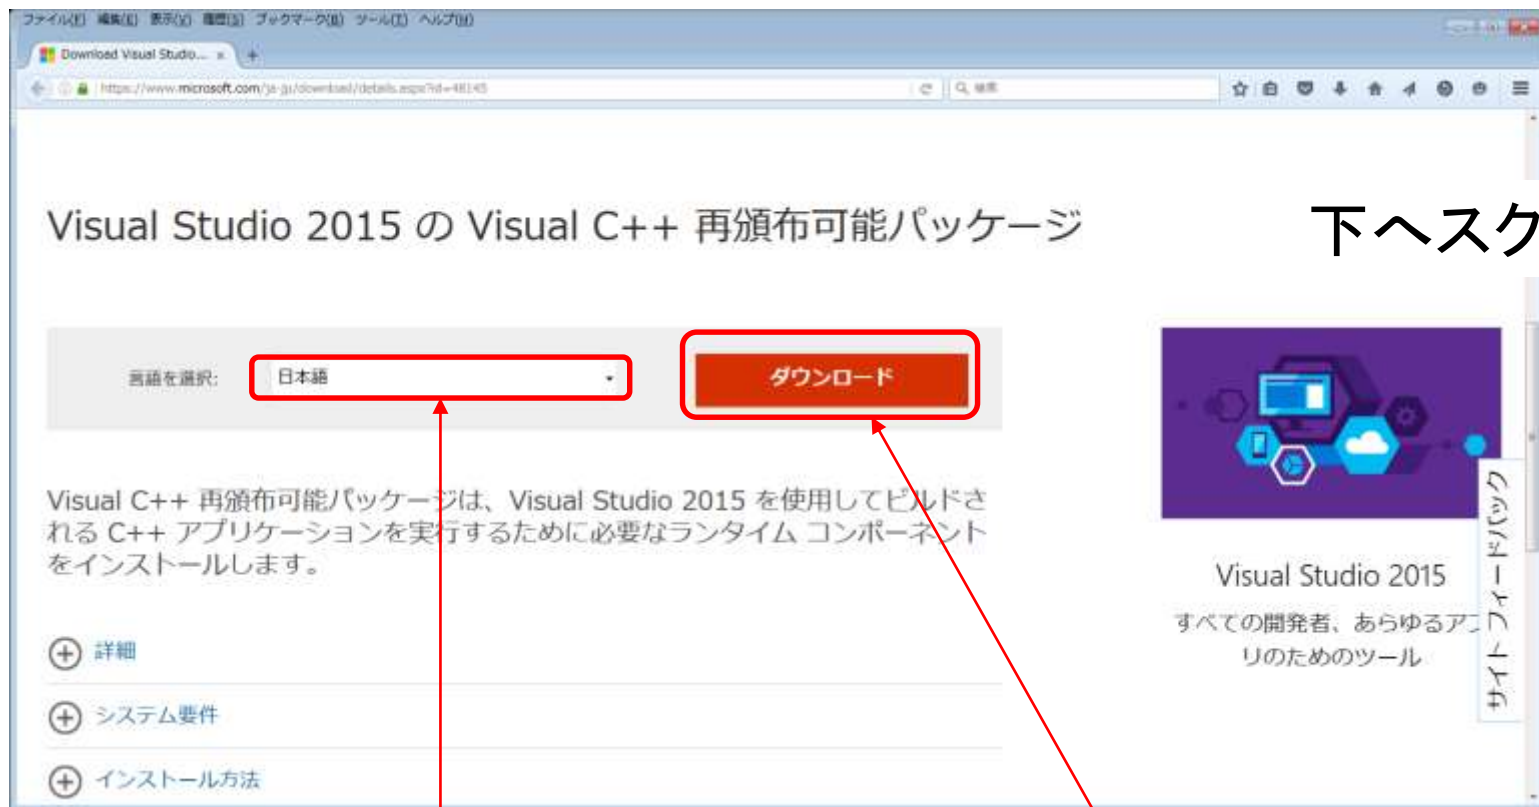 ファイル(F) 編集(E) 表示(V) 履歴(S) ブックマーク(B) ツール(T) ヘルプ(H)
Download Visual Studio... × +
https://www.microsoft.com/ja-jp/download/details.aspx?id=48145
検索
Visual Studio 2015 の Visual C++ 再頒布可能パッケージ
下へスク
言語を選択:
日本語
ダウンロード
Visual C++ 再頒布可能パッケージは、Visual Studio 2015 を使用してビルドさ
れる C++ アプリケーションを実行するために必要なランタイム コンポーネント
をインストールします。
詳細
システム要件
インストール方法
Visual Studio 2015
すべての開発者、あらゆるアプ
リのためのツール
サイト フィードバック